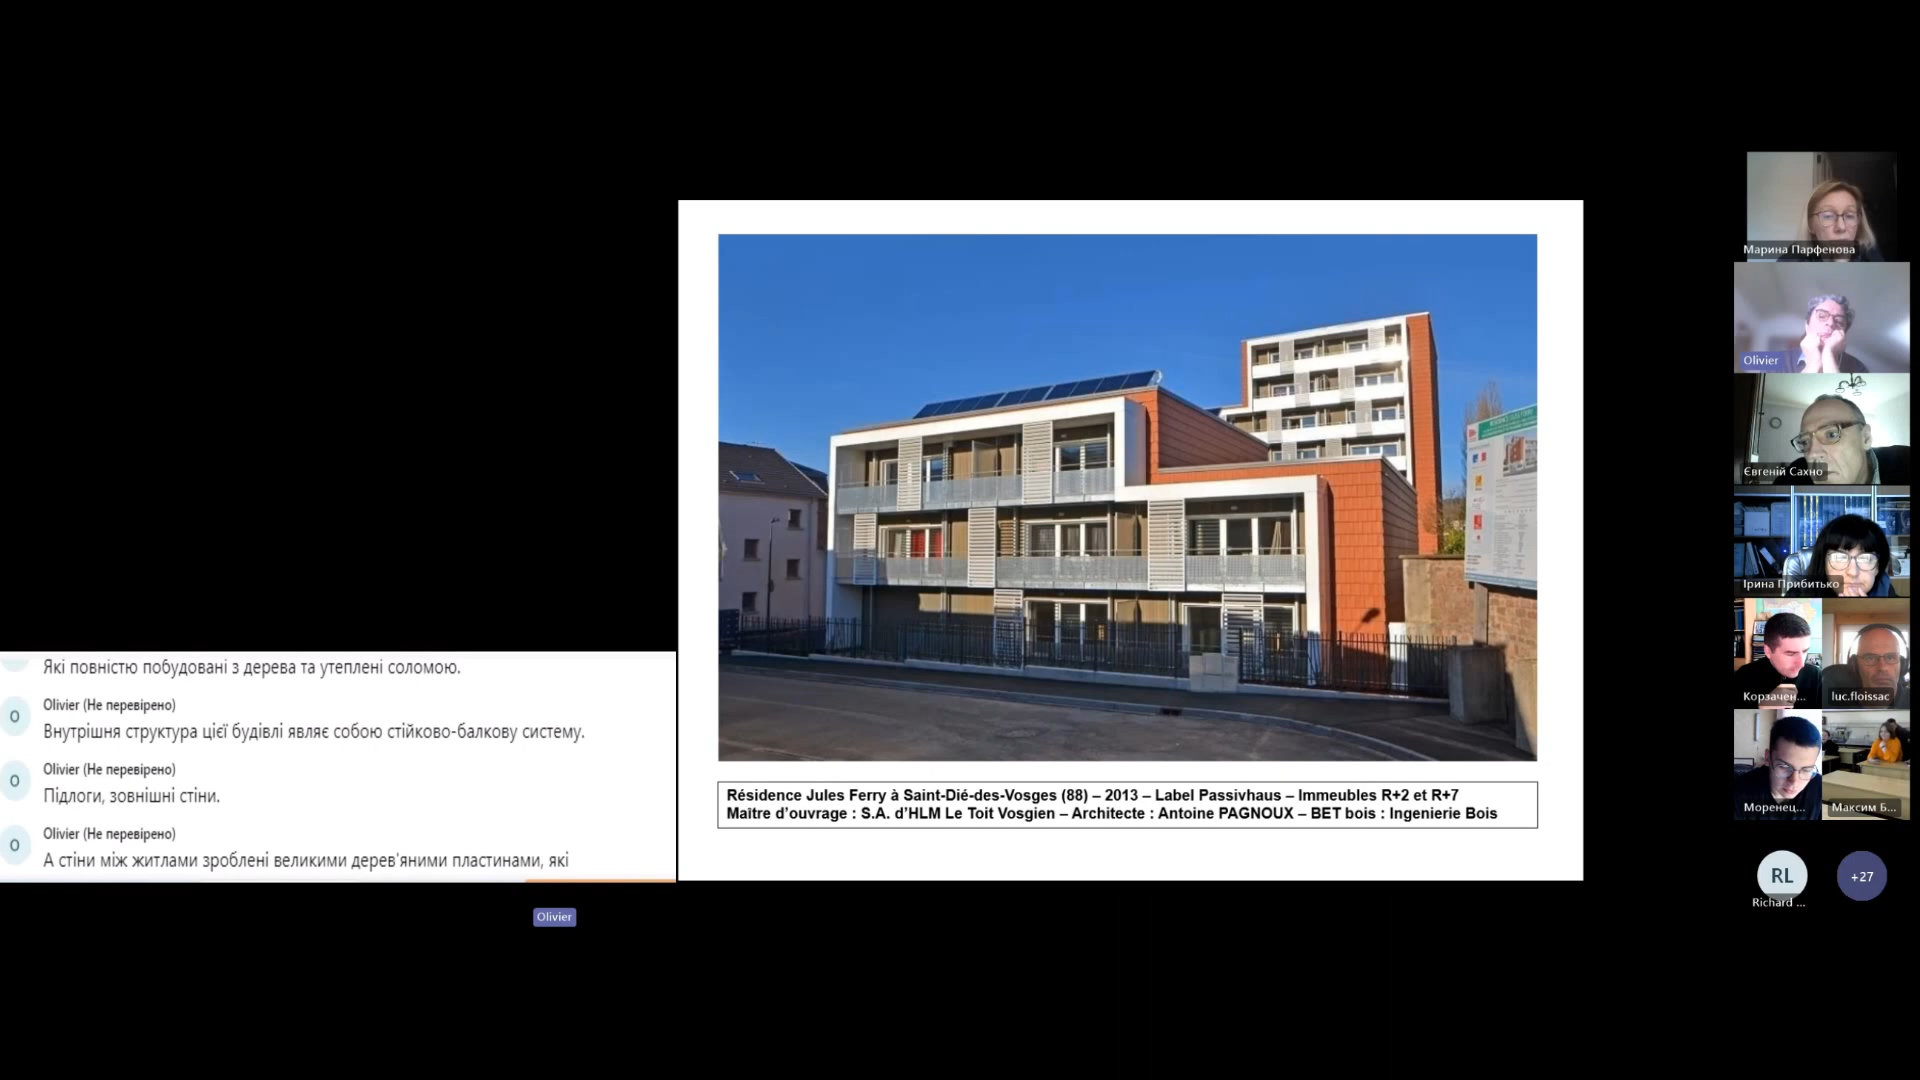 Які повністю побудовані з дерева та утеплені соломою.
O
Olivier (Не перевірено)
Внутрішня структура цієї будівлі являє собою стійково-балкову систему.
O
Olivier (Не перевірено)
Підлоги, зовнішні стіни.
O
Olivier (Не перевірено)
А стіни між житлами зроблені великими дерев'яними пластинами, які
Olivier
Résidence Jules Ferry à Saint-Dié-des-Vosges (88) – 2013 – Label Passivhaus – Immeubles R+2 et R+7
Maître d’ouvrage : S.A. d’HLM Le Toit Vosgien – Architecte : Antoine PAGNOUX – BET bois : Ingenierie Bois
Марина Парфенова
Olivier
Євгеній Сахно
Ірина Прибитько
Корзачен...
luc.floissac
Моренец...
Максим Б...
RL
+27
Richard ...